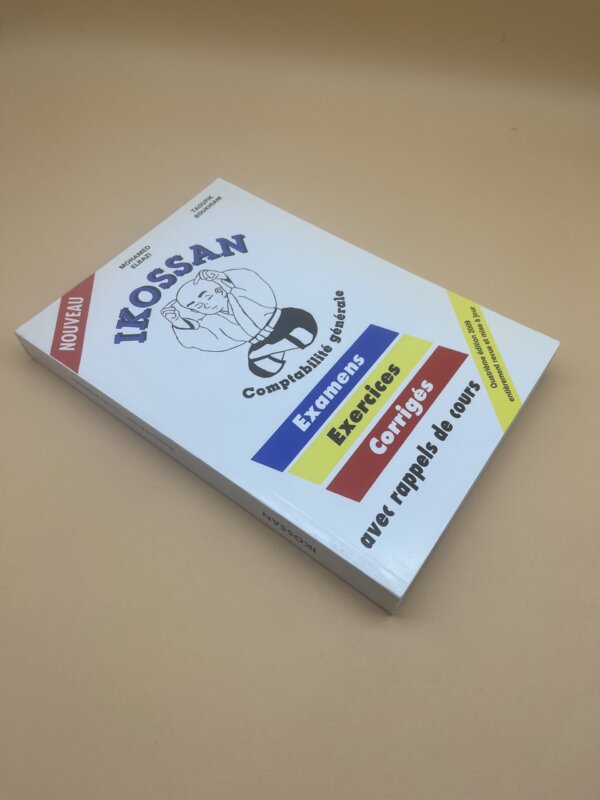 NOUVEAU
MOHAMED
ELBAZI
TAOUFIK
BOUKHIAM
IKOSSAN
Comptabilité générale
Examens
Exercices
Corrigés
avec rappels de cours
Quatrième édition 2009
entièrement revue et mise à jour
IKOSSAN